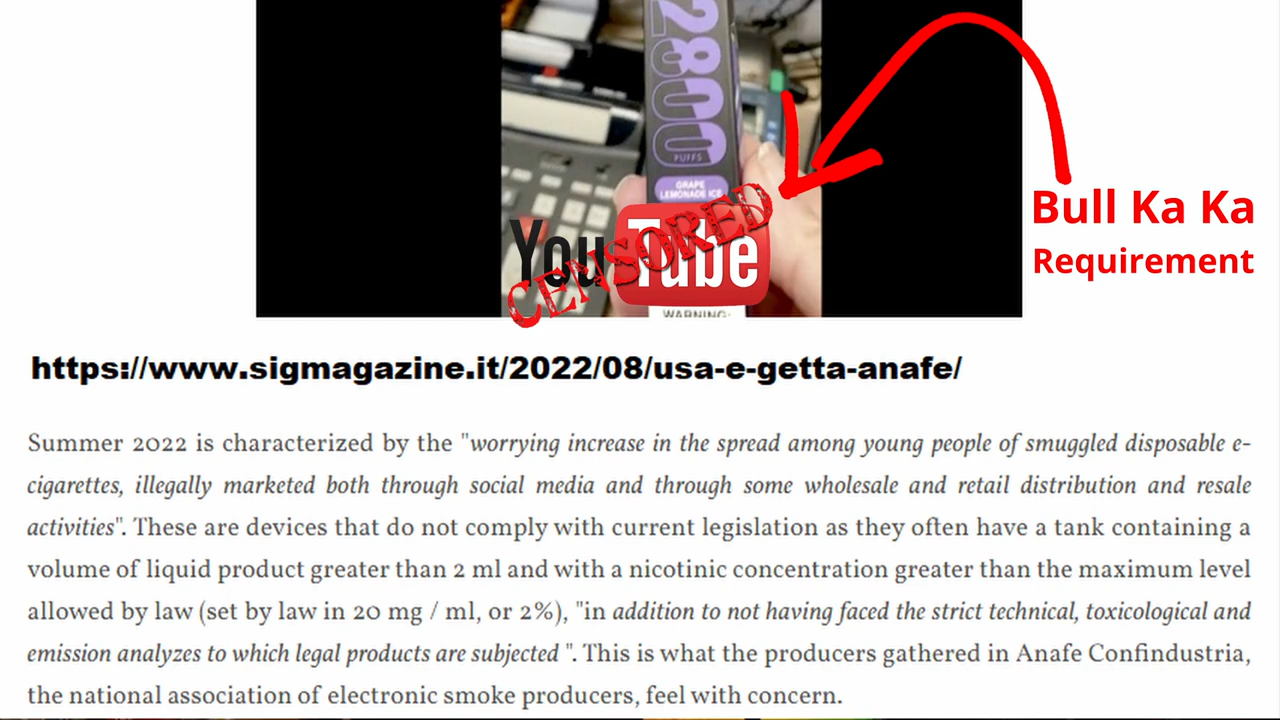 2800
PUFFS
GRAPE
LEMONADE ICE
YouTube
CENSORED
WARNING:
Bull Ka Ka
Requirement
https://www.sigmagazine.it/2022/08/usa-e-getta-anafe/
Summer 2022 is characterized by the "worrying increase in the spread among young people of smuggled disposable e-
cigarettes, illegally marketed both through social media and through some wholesale and retail distribution and resale
activities". These are devices that do not comply with current legislation as they often have a tank containing a
volume of liquid product greater than 2 ml and with a nicotinic concentration greater than the maximum level
allowed by law (set by law in 20 mg / ml, or 2%), "in addition to not having faced the strict technical, toxicological and
emission analyzes to which legal products are subjected ". This is what the producers gathered in Anafe Confindustria,
the national association of electronic smoke producers, feel with concern.